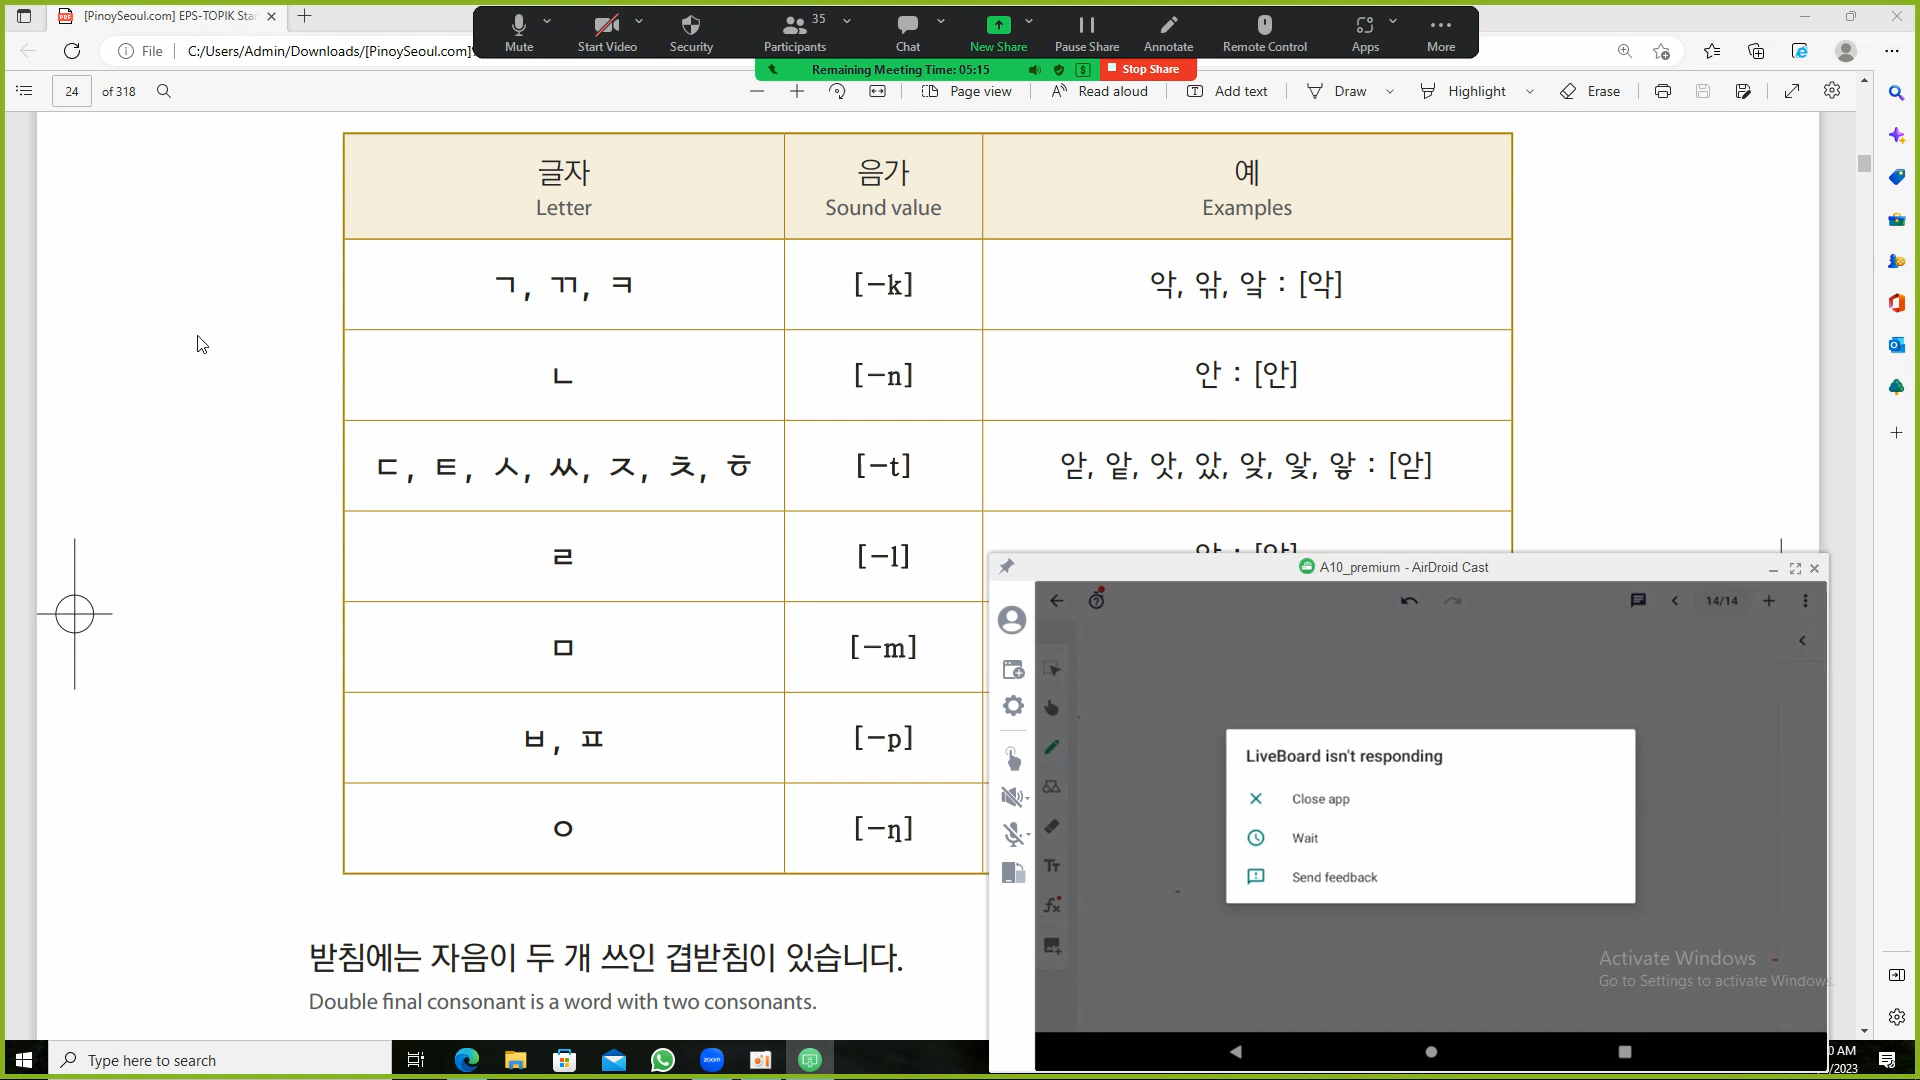 [PinoySeoul.com] EPS-TOPIK Sta
Mute
Start Video
Security
Participants
35
Chat
New Share
Pause Share
Annotate
Remote Control
Apps
More
File
C:/Users/Admin/Downloads/[PinoySeoul.com]
Remaining Meeting Time: 05:15
Stop Share
24
of 318
Page view
Read aloud
Add text
Draw
Highlight
Erase
글자
Letter
음가
Sound value
예
Examples
ㄱ, ㄲ, ㅋ
[-k]
악, 앆, 앜 : [악]
ㄴ
[-n]
안 : [안]
ㄷ, ㅌ, ㅅ, ㅆ, ㅈ, ㅊ, ㅎ
[-t]
앋, 앝, 앗, 았, 앚, 앛, 앟 : [앋]
ㄹ
[-l]
ㅁ
[-m]
ㅂ, ㅍ
[-p]
ㅇ
[-ŋ]
받침에는 자음이 두 개 쓰인 겹받침이 있습니다.
Double final consonant is a word with two consonants.
A10_premium - AirDroid Cast
14/14
LiveBoard isn't responding
Close app
Wait
Send feedback
Activate Windows
Go to Settings to activate Windows.
Type here to search
zoom
0 AM
/2023